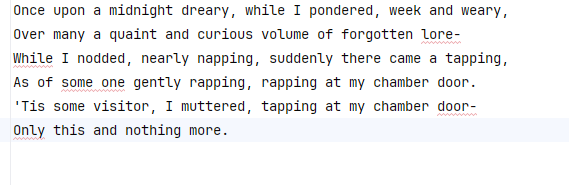 Once upon a midnight dreary, while I pondered, week and weary,
Over many a quaint and curious volume of forgotten lore-
While I nodded, nearly napping, suddenly there came a tapping,
As of some one gently rapping, rapping at my chamber door.
'Tis some visitor, I muttered, tapping at my chamber door-
Only this and nothing more.